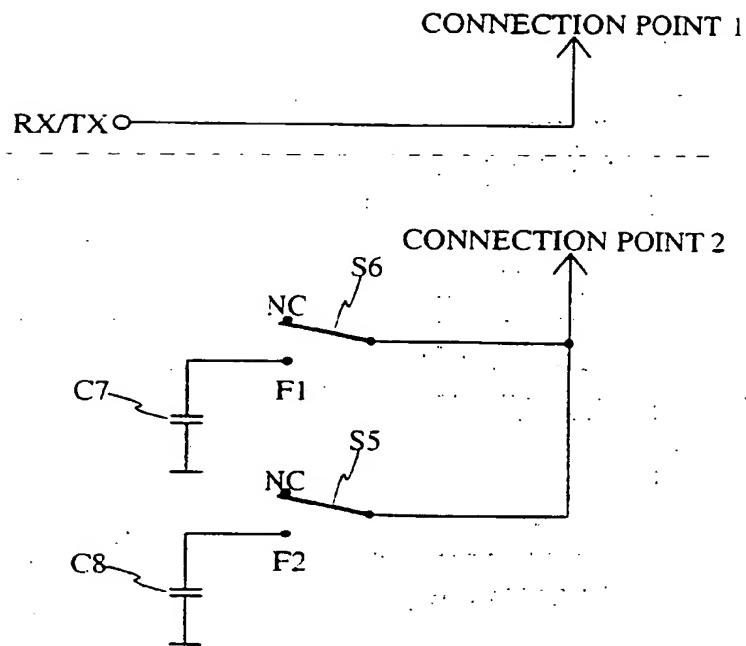 CONNECTION POINT 1
RX/TX
CONNECTION POINT 2
S6
NC
C7
F1
S5
NC
C8
F2